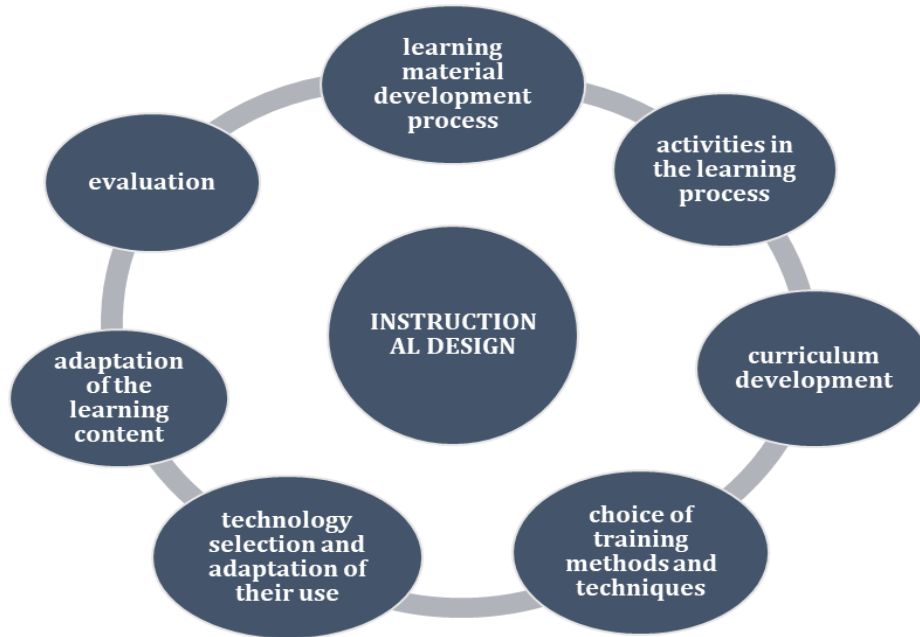 learning
material
development
process
activities in
the learning
process
curriculum
development
choice of
training
methods and
techniques
technology
selection and
adaptation of
their use
adaptation
of the
learning
content
evaluation
INSTRUCTION
AL DESIGN